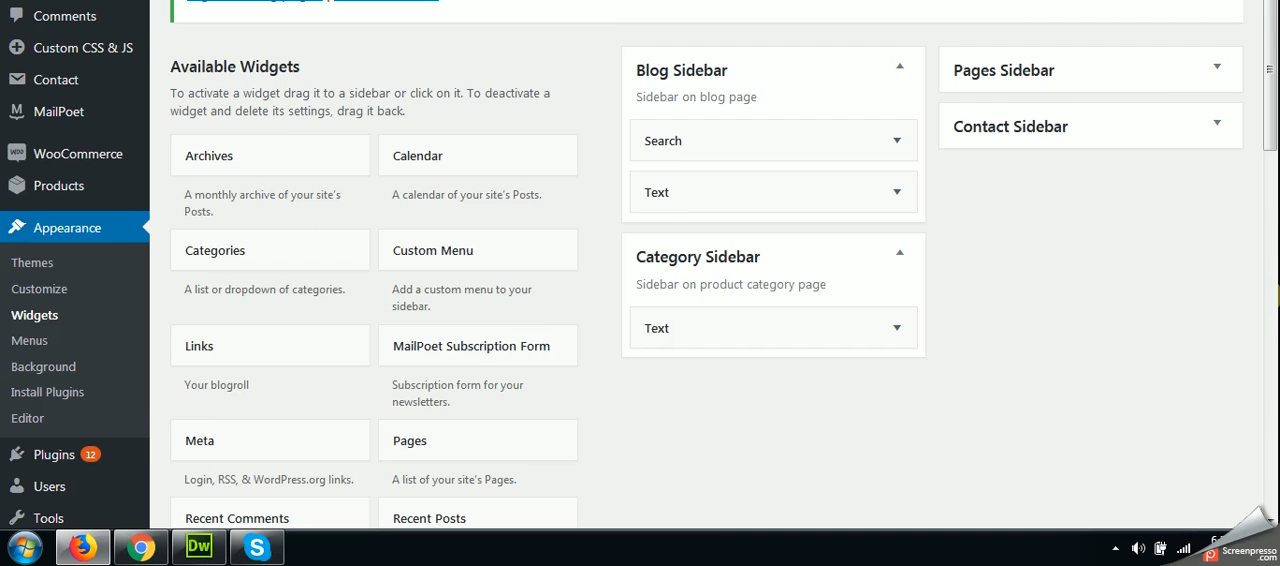 Comments
Custom CSS & JS
Contact
MailPoet
WooCommerce
Products
Appearance
Themes
Customize
Widgets
Menus
Background
Install Plugins
Editor
Plugins 12
Users
Tools
Available Widgets
To activate a widget drag it to a sidebar or click on it. To deactivate a
widget and delete its settings, drag it back.
Archives
A monthly archive of your site's
Posts.
Calendar
A calendar of your site's Posts.
Categories
A list or dropdown of categories.
Custom Menu
Add a custom menu to your
sidebar.
Links
Your blogroll
MailPoet Subscription Form
Subscription form for your
newsletters.
Meta
Login, RSS, & WordPress.org links.
Pages
A list of your site's Pages.
Recent Comments
Recent Posts
Blog Sidebar
Sidebar on blog page
Search
Text
Category Sidebar
Sidebar on product category page
Text
Pages Sidebar
Contact Sidebar
Dw
Screenpresso
.com